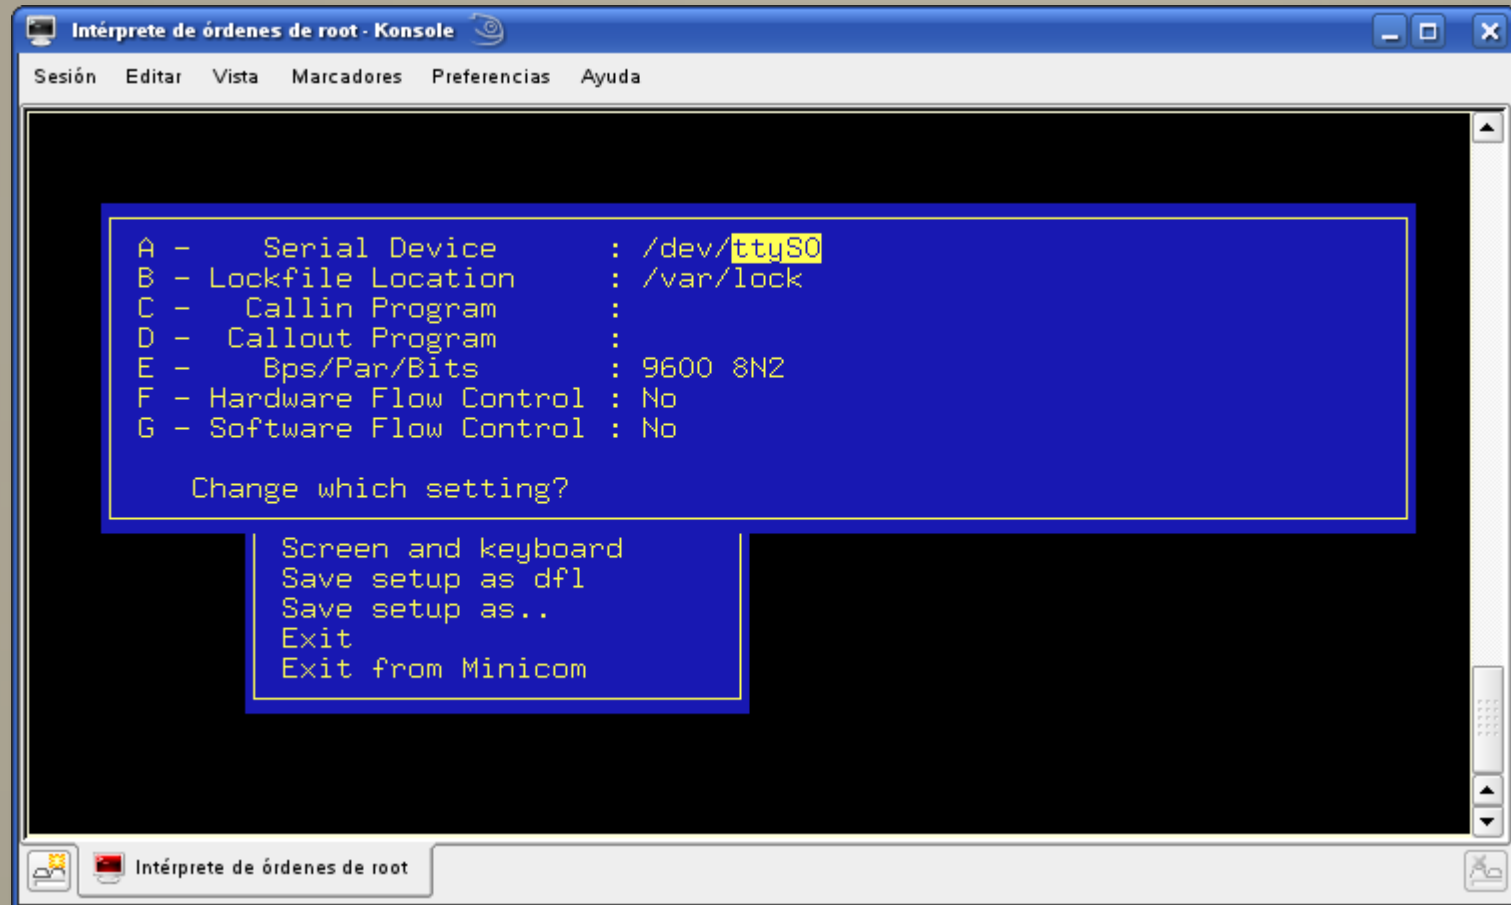 Intérprete de órdenes de root - Konsole
Sesión Editar Vista Marcadores Preferencias Ayuda
A - Serial Device : /dev/ttyS0
B - Lockfile Location : /var/lock
C - Callin Program :
D - Callout Program :
E - Bps/Par/Bits : 9600 8N2
F - Hardware Flow Control : No
G - Software Flow Control : No
Change which setting?
Screen and keyboard
Save setup as dfl
Save setup as..
Exit
Exit from Minicom
Intérprete de órdenes de root